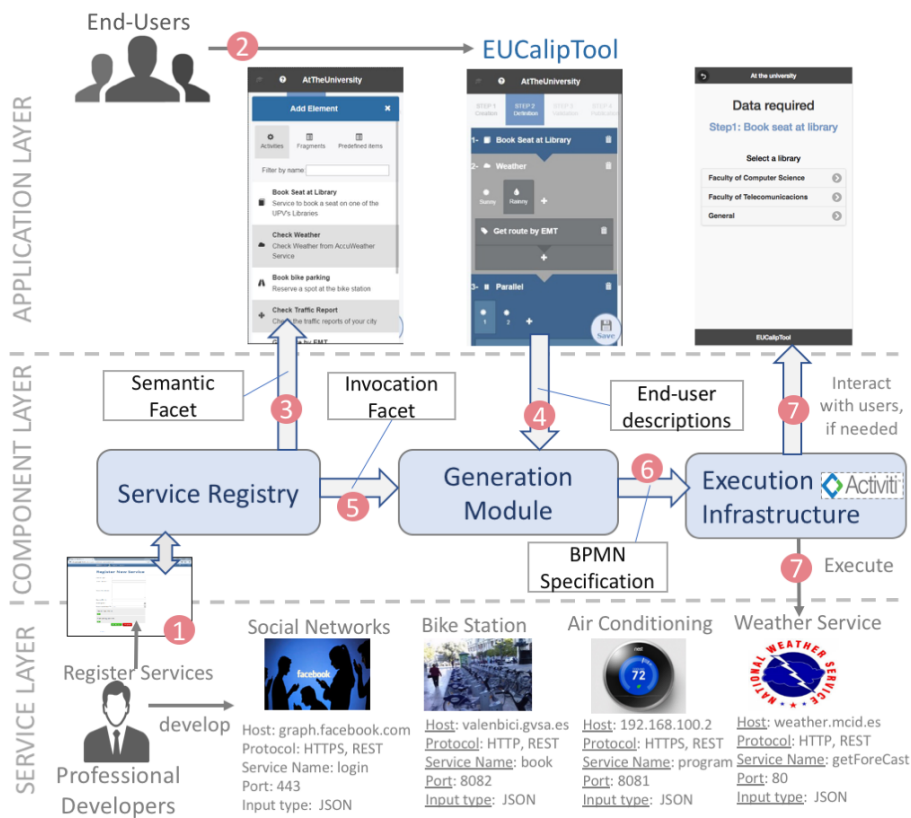 End-Users
2
EUCalipTool
APPLICATION LAYER
AtTheUniversity
Add Element
Activities
Fragments
Predefined items
Filter by name
Book Seat at Library
Service to book a seat on one of the
UPV's Libraries
Check Weather
Check Weather from AccuWeather
Service
Book bike parking
Reserve a spot at the bike station
Check Traffic Report
Check the traffic reports of your city
AtTheUniversity
STEP 1
Creation
STEP 2
Definition
STEP 3
STEP 4
1- Book Seat at Library
2- Weather
Sunny
Rainny
Get route by EMT
3- Parallel
1
2
Save
At the university
Data required
Step1: Book seat at library
Select a library
Faculty of Computer Science
Faculty of Telecomunicacions
General
EUCalipTool
COMPONENT LAYER
Semantic
Facet
3
Invocation
Facet
4
End-user
descriptions
7
Interact
with users,
if needed
Service Registry
5
Generation
Module
6
Execution
Infrastructure
Activiti
BPMN
Specification
7
Execute
Register New Service
1
SERVICE LAYER
Register Services
develop
Professional
Developers
Social Networks
facebook
Host: graph.facebook.com
Protocol: HTTPS, REST
Service Name: login
Port: 443
Input type: JSON
Bike Station
Host: valenbici.gvsa.es
Protocol: HTTP, REST
Service Name: book
Port: 8082
Input type: JSON
Air Conditioning
nest
72
Host: 192.168.100.2
Protocol: HTTPS, REST
Service Name: program
Port: 8081
Input type: JSON
Weather Service
NATIONAL WEATHER SERVICE
Host: weather.mcid.es
Protocol: HTTP, REST
Service Name: getForeCast
Port: 80
Input type: JSON